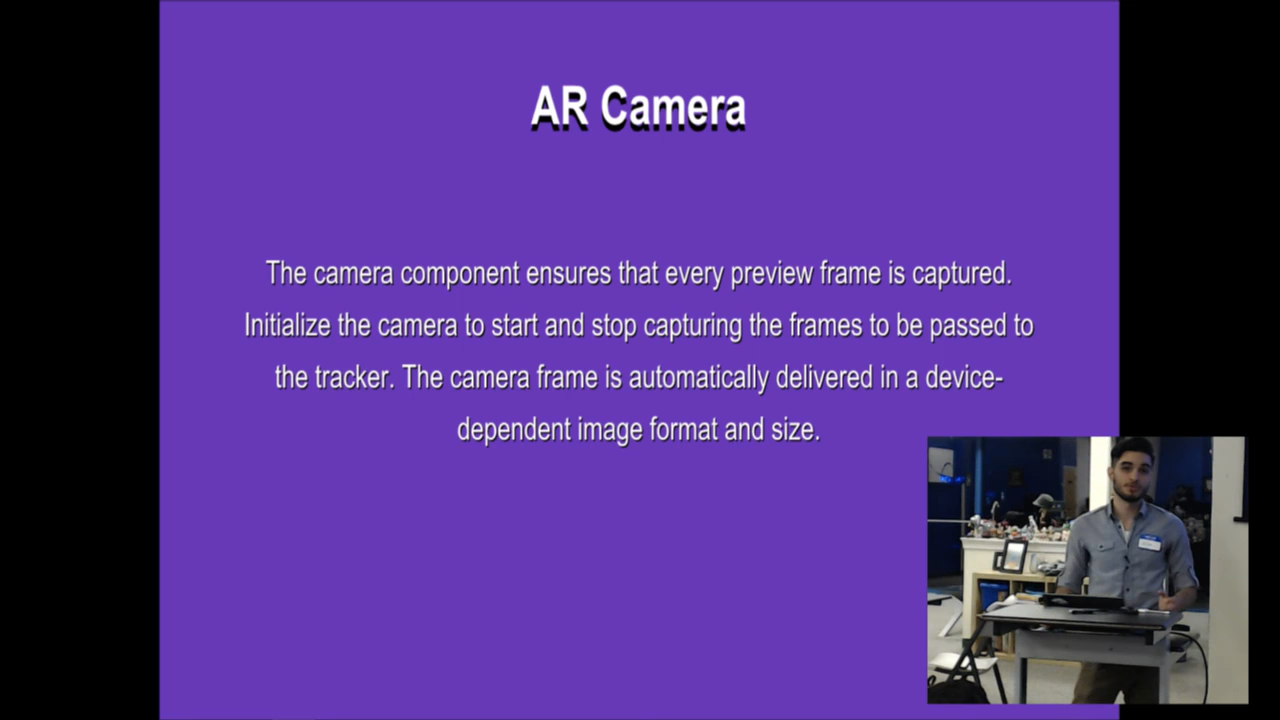 AR Camera
The camera component ensures that every preview frame is captured.
Initialize the camera to start and stop capturing the frames to be passed to
the tracker. The camera frame is automatically delivered in a device-
dependent image format and size.